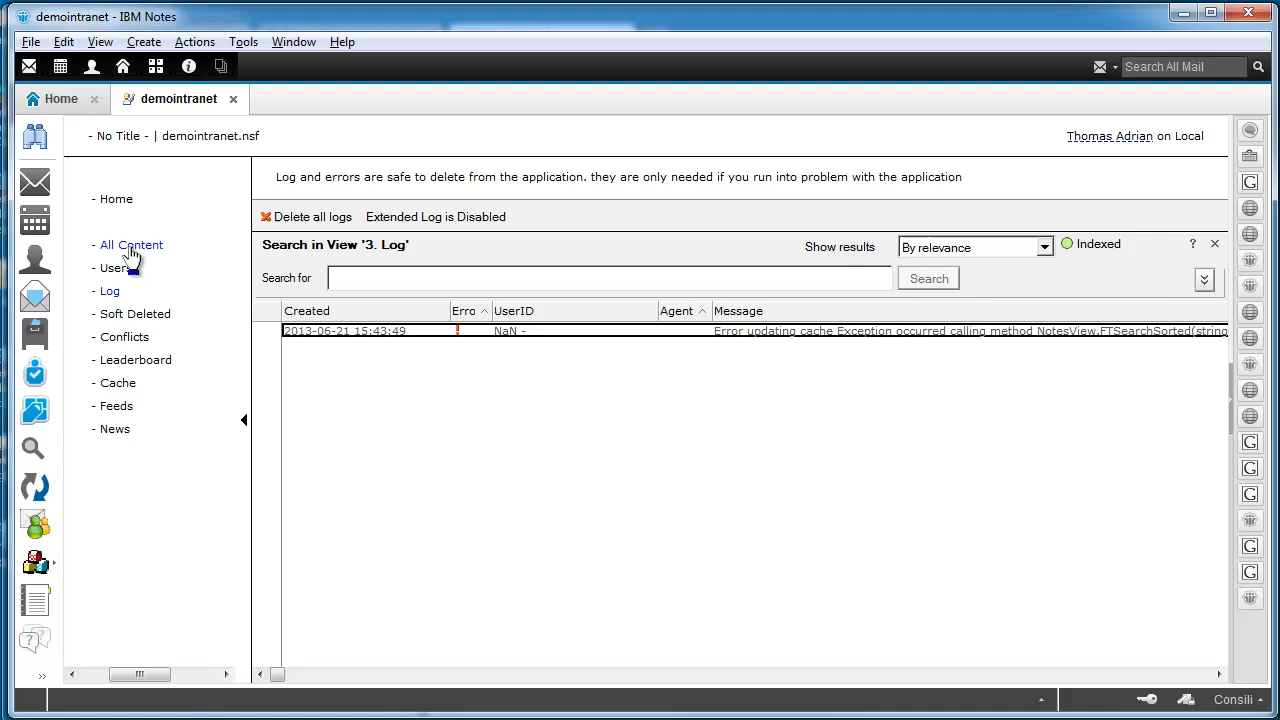 demointranet - IBM Notes
File Edit View Create Actions Tools Window Help
Search All Mail
Home demointranet
- No Title - | demointranet.nsf
Thomas Adrian on Local
- Home
- All Content
- Users
- Log
- Soft Deleted
- Conflicts
- Leaderboard
- Cache
- Feeds
- News
Log and errors are safe to delete from the application. they are only needed if you run into problem with the application
Delete all logs Extended Log is Disabled
Search in View '3. Log' Show results By relevance Indexed ?
Search for Search
Created Erro UserID Agent Message
2013-06-21 15:43:49 ! NaN - Error updating cache Exception occurred calling method NotesView.FTSearchSorted(string
G
G
G
G
G
G
Consili